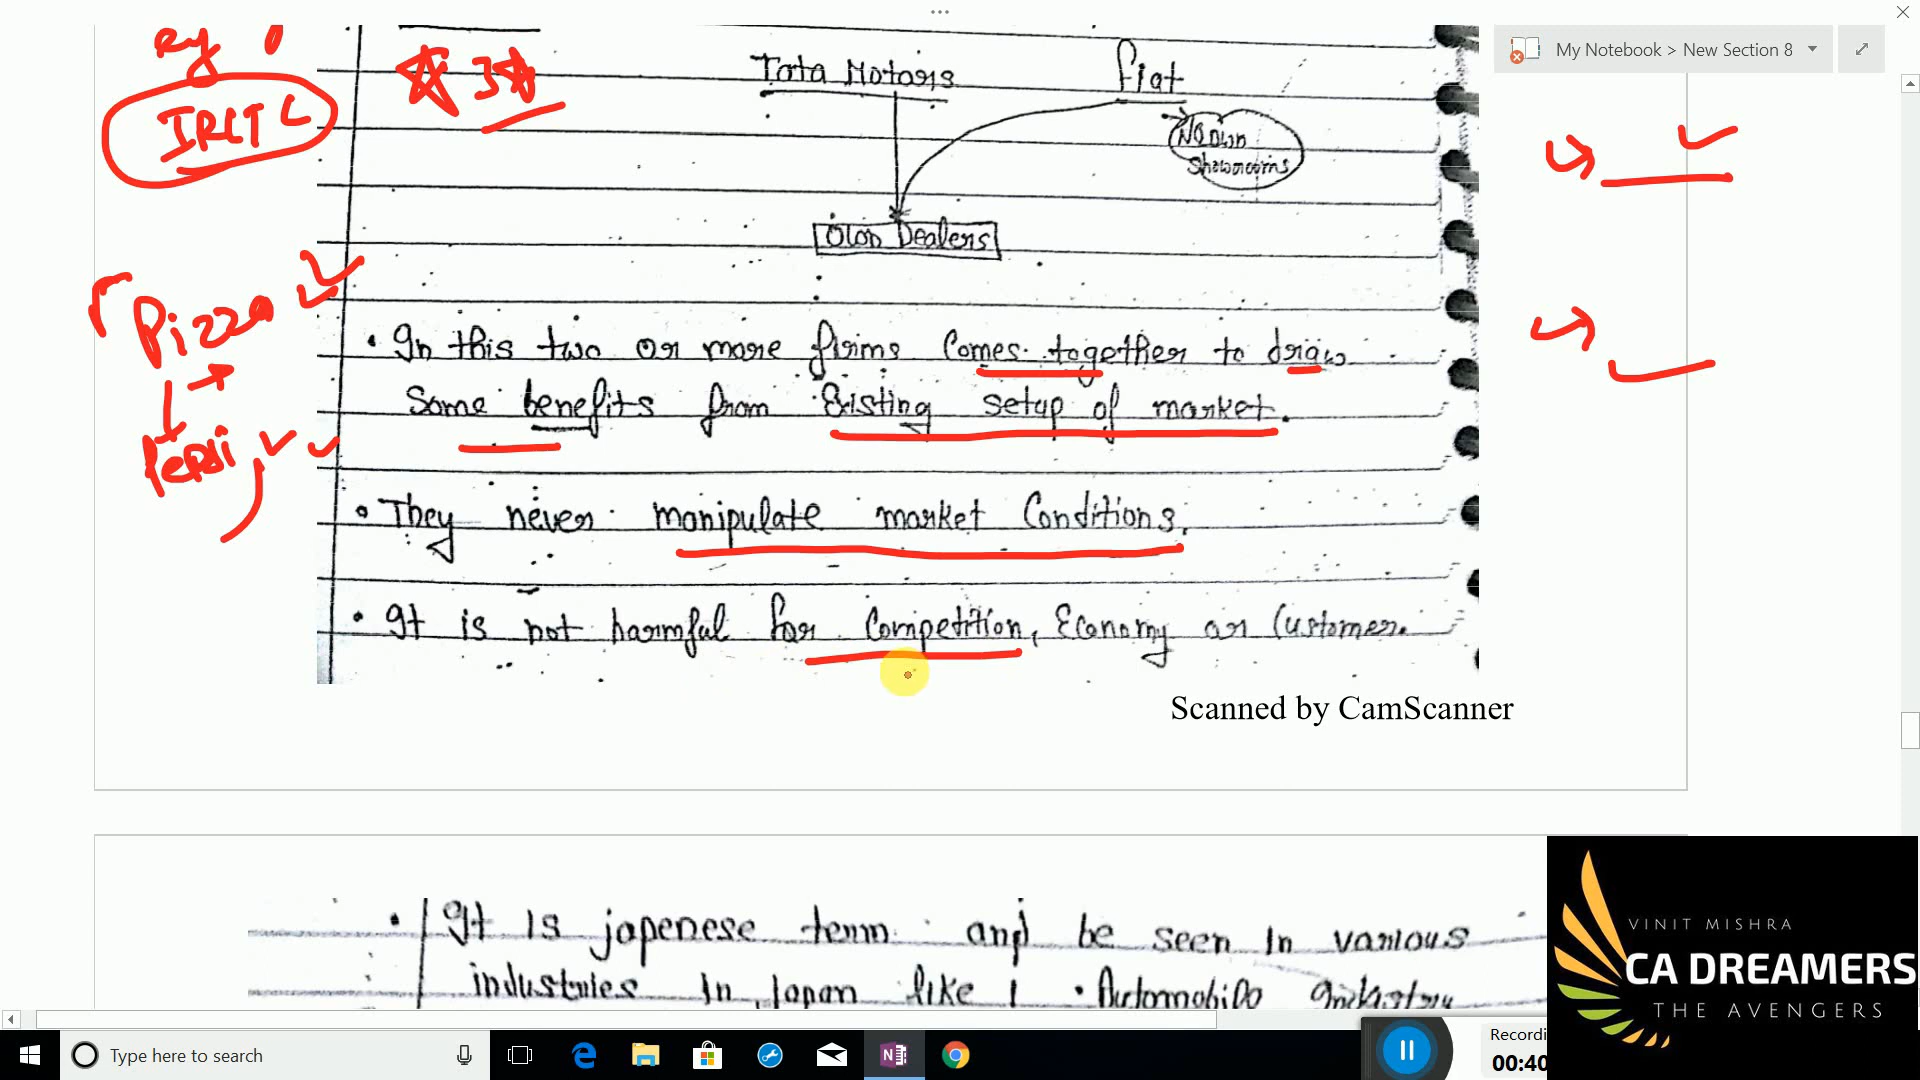 My Notebook > New Section 8
IRCTC
3
Tata Motors
Fiat
No own
showrooms
Own Dealers
Pizza
Pepsi
• In this two or more firms Comes together to draw
Some benefits from Existing setup of market.
• They never manipulate market Conditions.
• It is not harmful for Competition, Economy or Customer.
Scanned by CamScanner
• It is japenese term and be seen in various
industries in Japan like • Automobile Industry
VINIT MISHRA
CA DREAMERS
THE AVENGERS
Type here to search
Recordi
00:40